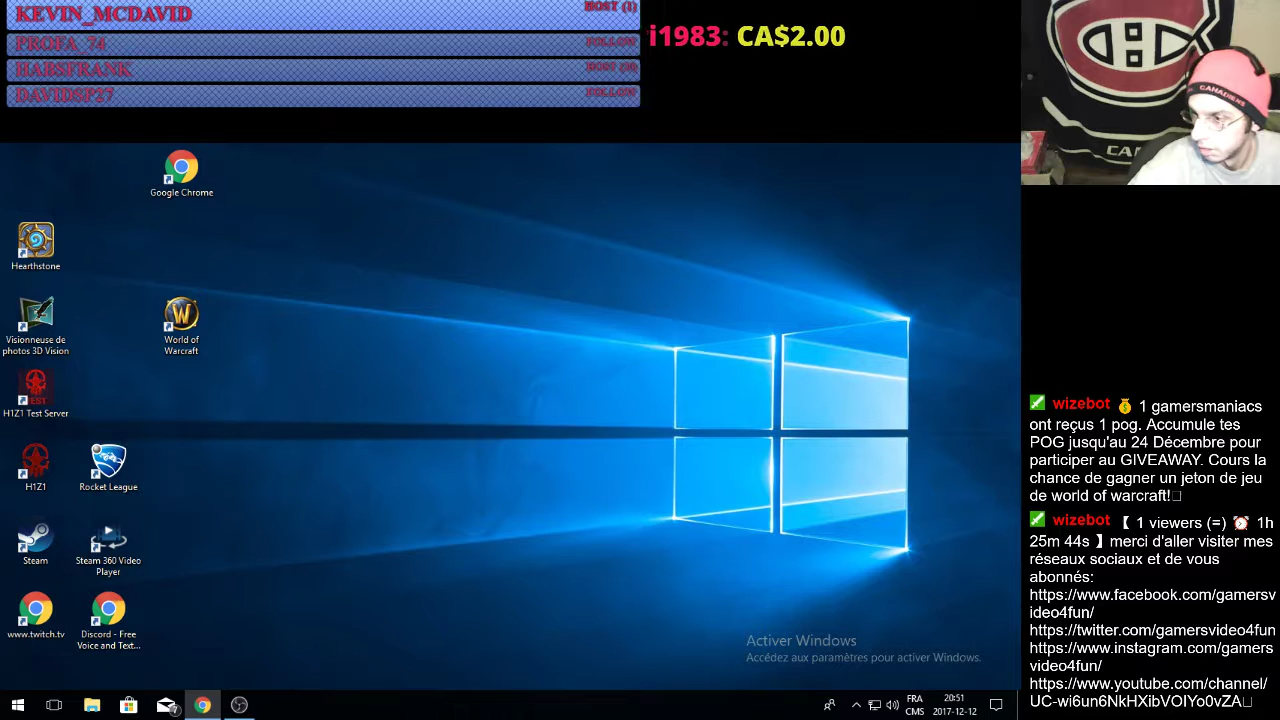 KEVIN_MCDAVID
HOST (1)
PROFA_74
FOLLOW
HABSFRANK
DAVIDSP27
FOLLOW
i1983: CA$2.00
CANADIENS
Google Chrome
Hearthstone
Visionneuse de
photos 3D Vision
World of
Warcraft
TEST
H1Z1 Test Server
H1Z1
Rocket League
Steam
Steam 360 Video
Player
www.twitch.tv
Discord - Free
Voice and Text...
Activer Windows
Accédez aux paramètres pour activer Windows.
wizebot 💰 1 gamersmaniacs
ont reçus 1 pog. Accumule tes
POG jusqu'au 24 Décembre pour
participer au GIVEAWAY. Cours la
chance de gagner un jeton de jeu
de world of warcraft!
wizebot 【 1 viewers (=) ⏰ 1h
25m 44s 】merci d'aller visiter mes
réseaux sociaux et de vous
abonnés:
https://www.facebook.com/gamersv
ideo4fun/
https://twitter.com/gamersvideo4fun
https://www.instagram.com/gamers
video4fun/
https://www.youtube.com/channel/
UC-wi6un6NkHXibVOIYo0vZA
FRA
CMS
20:51
2017-12-12